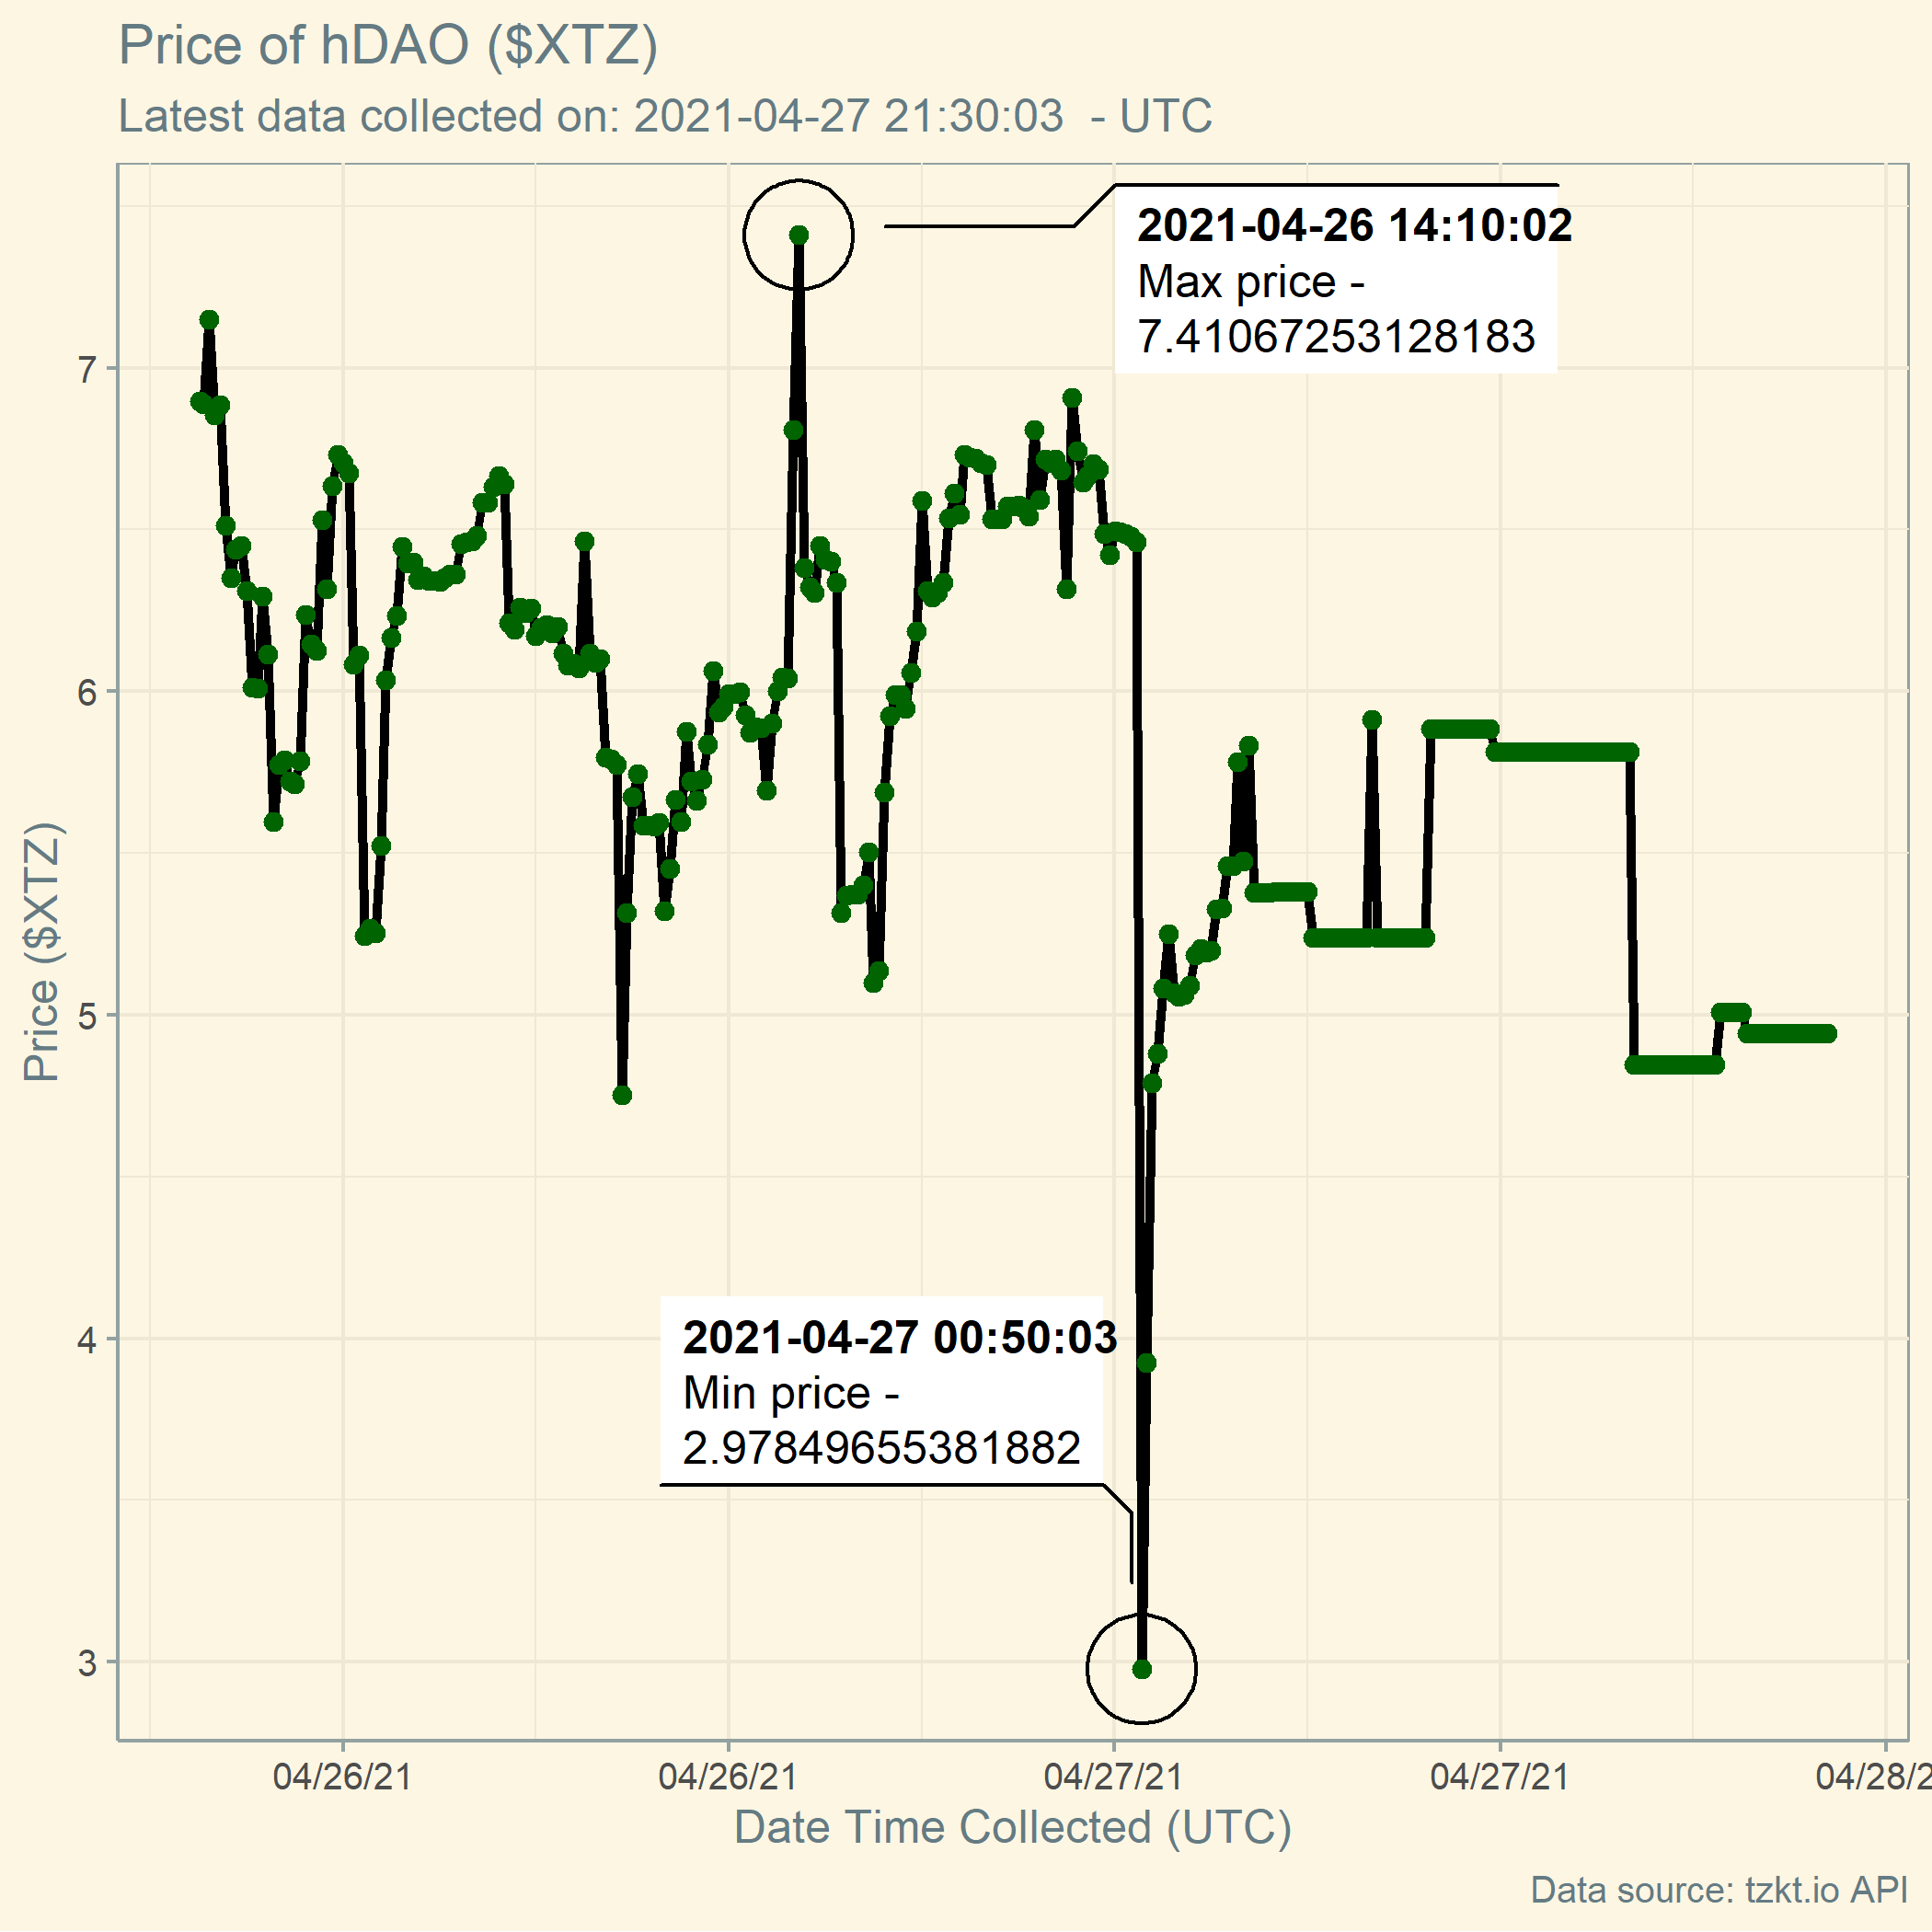 Price of hDAO ($XTZ)
Latest data collected on: 2021-04-27 21:30:03  - UTC
2021-04-26 14:10:02
Max price -
7.41067253128183
7
6
Price ($XTZ)
5
4
2021-04-27 00:50:03
Min price -
2.97849655381882
3
04/26/21 04/26/21 04/27/21 04/27/21 04/28/2
Date Time Collected (UTC)
Data source: tzkt.io API